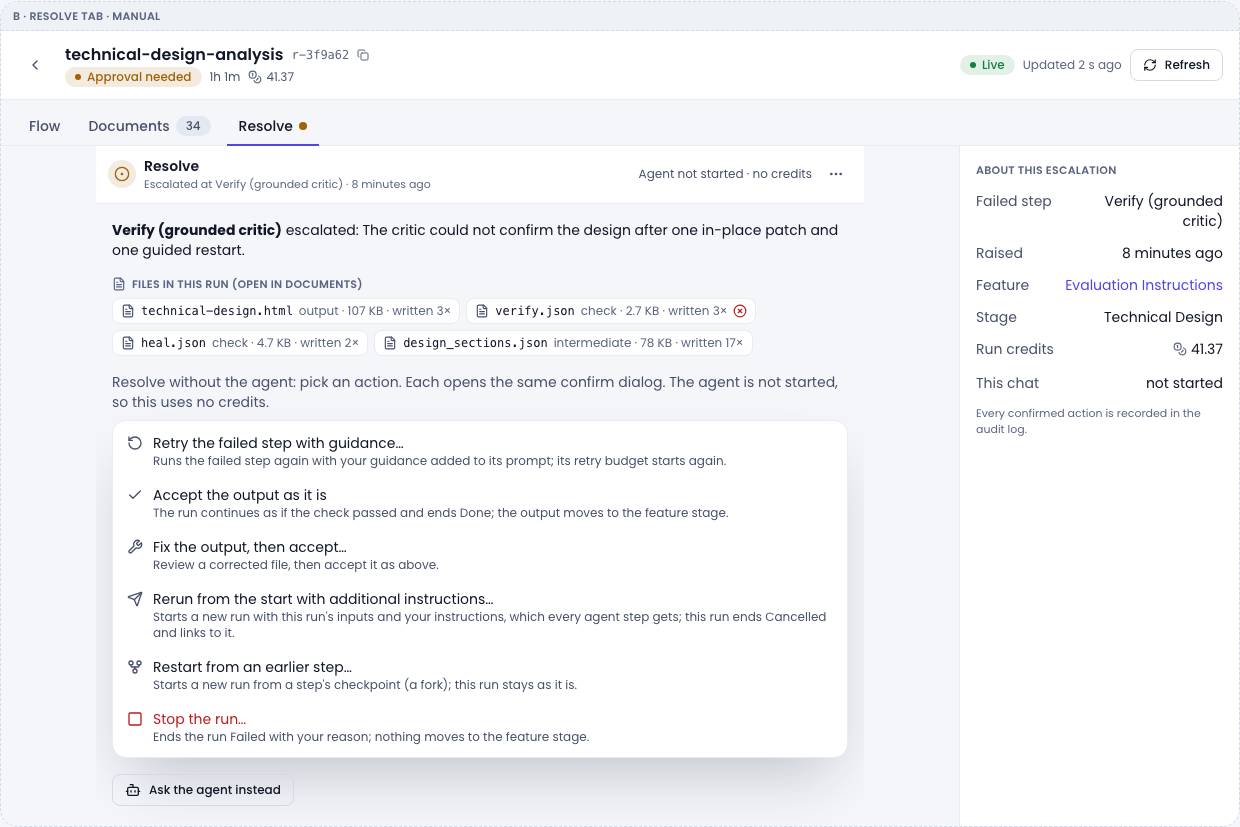 B · RESOLVE TAB · MANUAL
technical-design-analysis r-3f9a62
Approval needed 1h 1m 41.37
Live Updated 2 s ago Refresh
Flow Documents 34 Resolve
Resolve
Escalated at Verify (grounded critic) · 8 minutes ago
Agent not started · no credits
Verify (grounded critic) escalated: The critic could not confirm the design after one in-place patch and
one guided restart.
FILES IN THIS RUN (OPEN IN DOCUMENTS)
technical-design.html output · 107 KB · written 3× verify.json check · 2.7 KB · written 3×
heal.json check · 4.7 KB · written 2× design_sections.json intermediate · 78 KB · written 17×
Resolve without the agent: pick an action. Each opens the same confirm dialog. The agent is not started,
so this uses no credits.
Retry the failed step with guidance…
Runs the failed step again with your guidance added to its prompt; its retry budget starts again.
Accept the output as it is
The run continues as if the check passed and ends Done; the output moves to the feature stage.
Fix the output, then accept…
Review a corrected file, then accept it as above.
Rerun from the start with additional instructions…
Starts a new run with this run's inputs and your instructions, which every agent step gets; this run ends Cancelled
and links to it.
Restart from an earlier step…
Starts a new run from a step's checkpoint (a fork); this run stays as it is.
Stop the run…
Ends the run Failed with your reason; nothing moves to the feature stage.
Ask the agent instead
ABOUT THIS ESCALATION
Failed step Verify (grounded
critic)
Raised 8 minutes ago
Feature Evaluation Instructions
Stage Technical Design
Run credits 41.37
This chat not started
Every confirmed action is recorded in the
audit log.